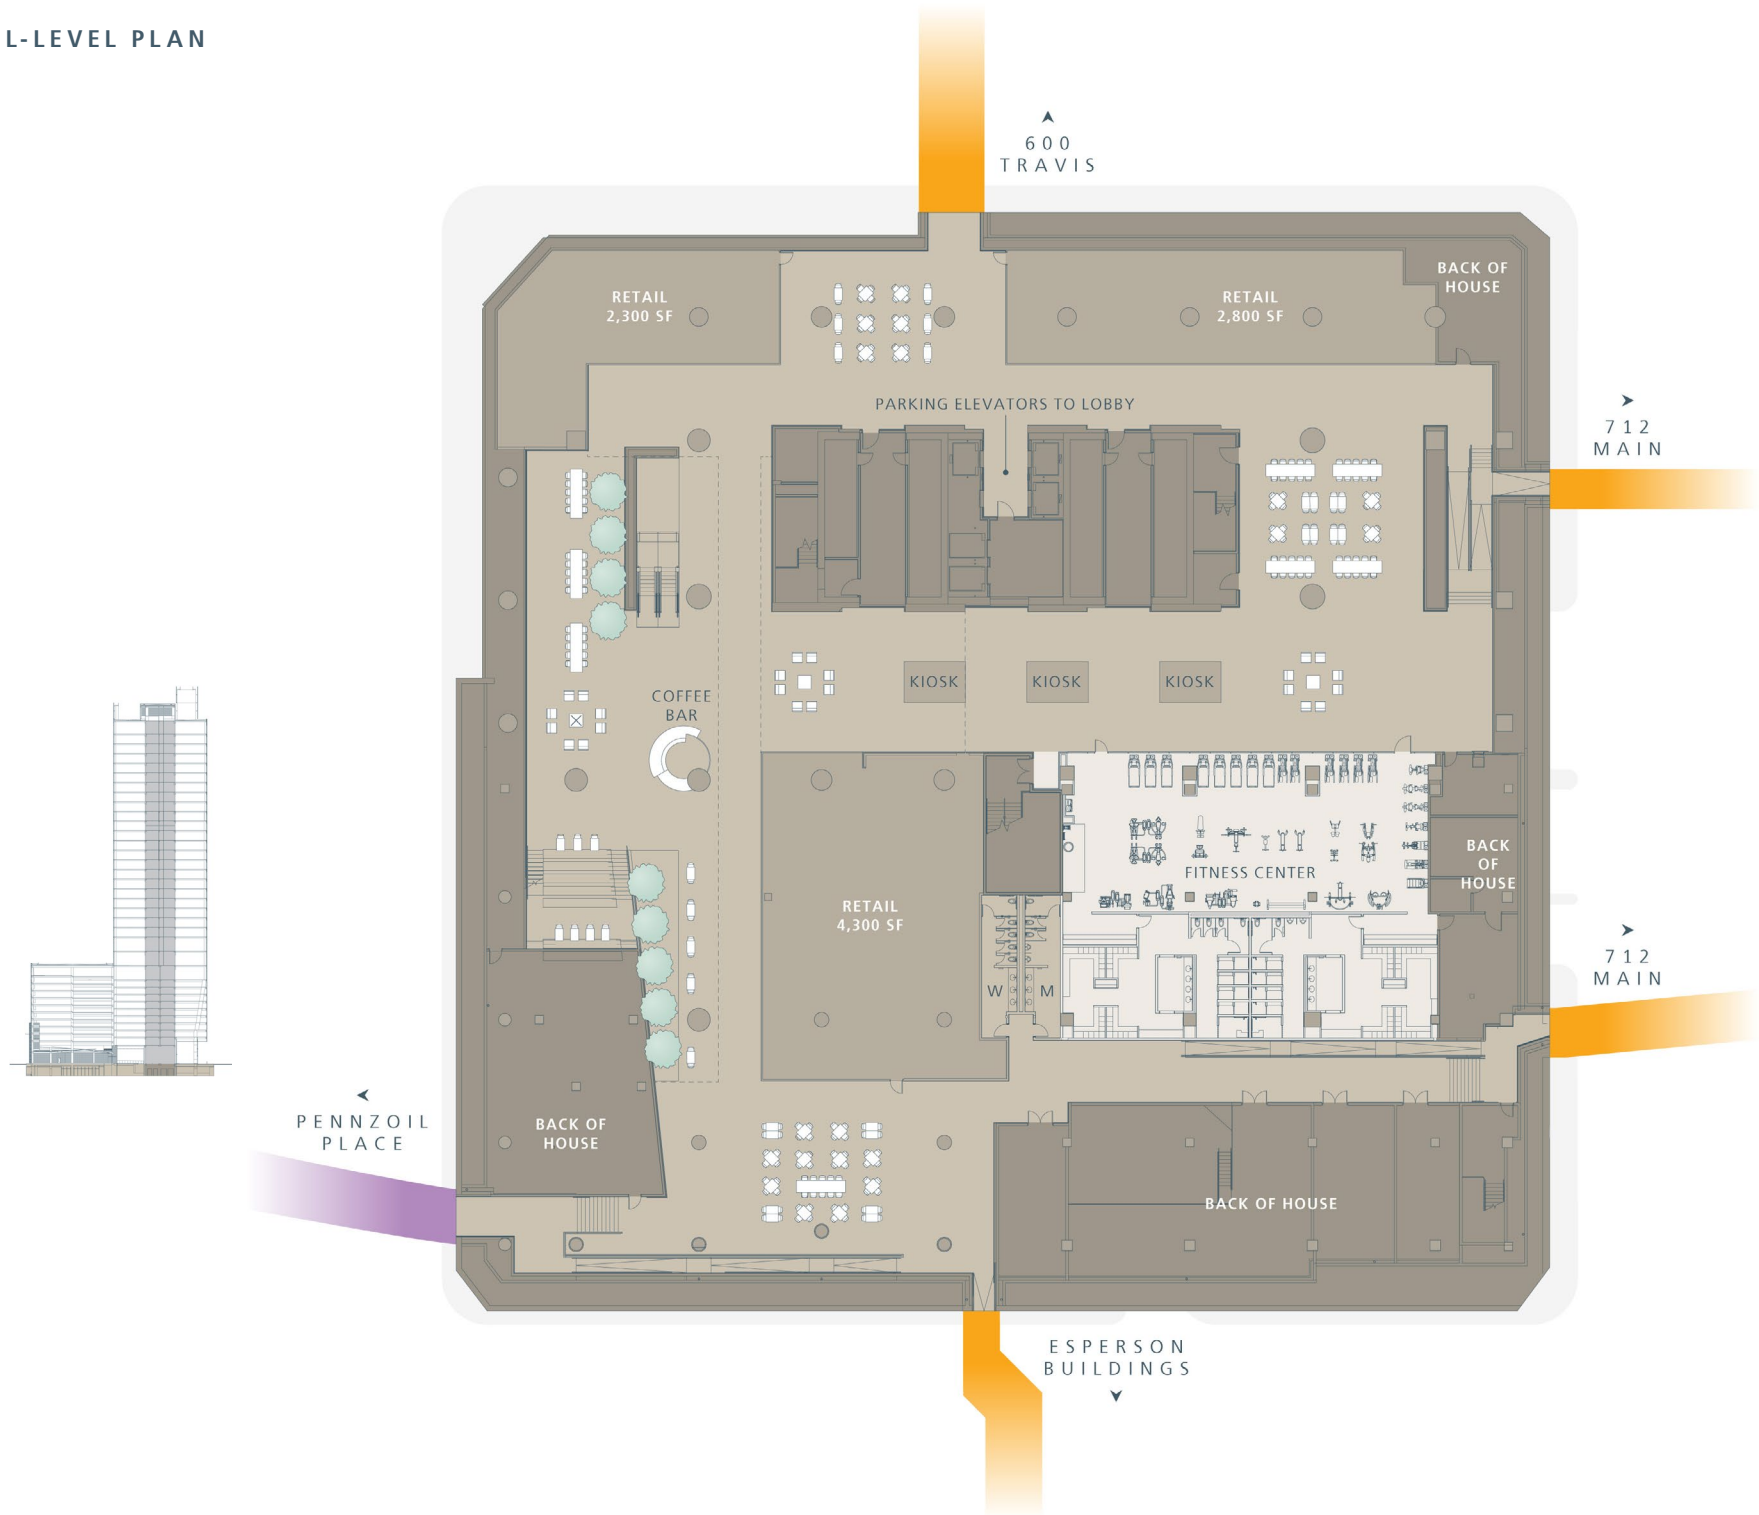 L-LEVEL PLAN
600
TRAVIS
BACK OF
HOUSE
RETAIL
2,300 SF
RETAIL
2,800 SF
PARKING ELEVATORS TO LOBBY
712
MAIN
COFFEE
BAR
KIOSK
KIOSK
KIOSK
BACK
OF
HOUSE
FITNESS CENTER
RETAIL
4,300 SF
W
M
712
MAIN
PENNZOIL
PLACE
BACK OF
HOUSE
BACK OF HOUSE
ESPERSON
BUILDINGS